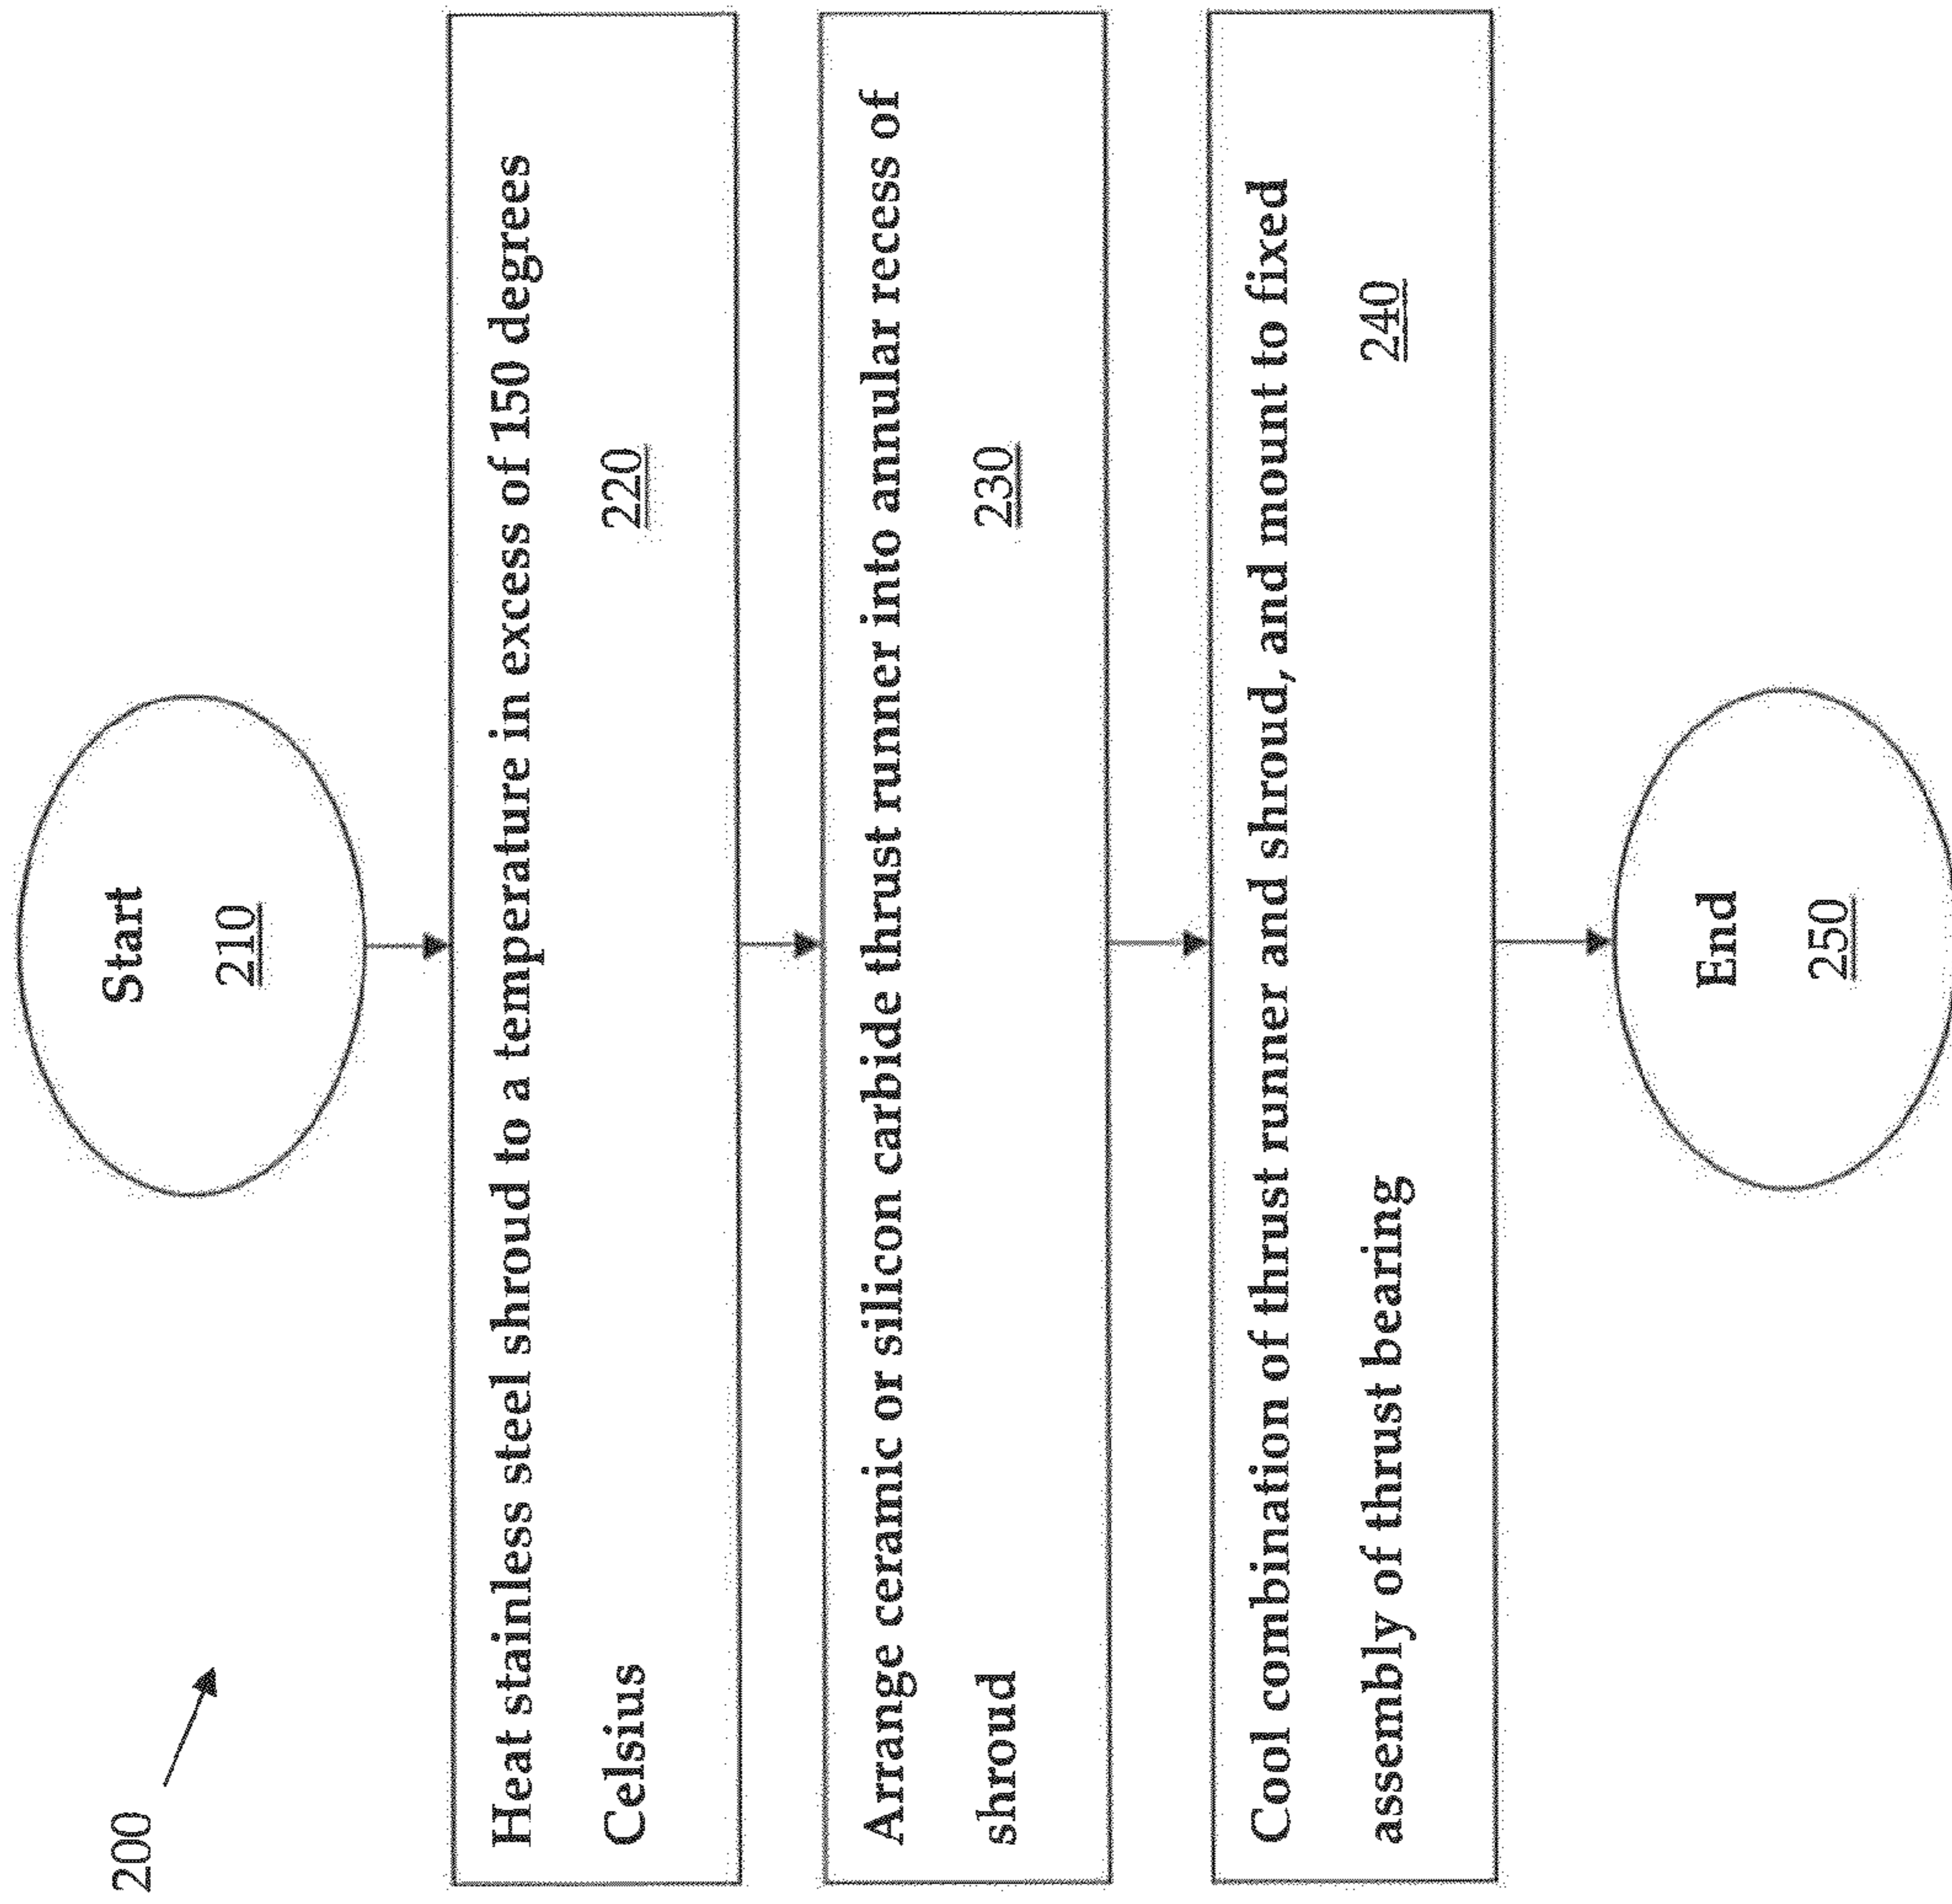 200
Start
210
Heat stainless steel shroud to a temperature in excess of 150 degrees
Celsius 220
Arrange ceramic or silicon carbide thrust runner into annular recess of
shroud 230
Cool combination of thrust runner and shroud, and mount to fixed
assembly of thrust bearing 240
End
250